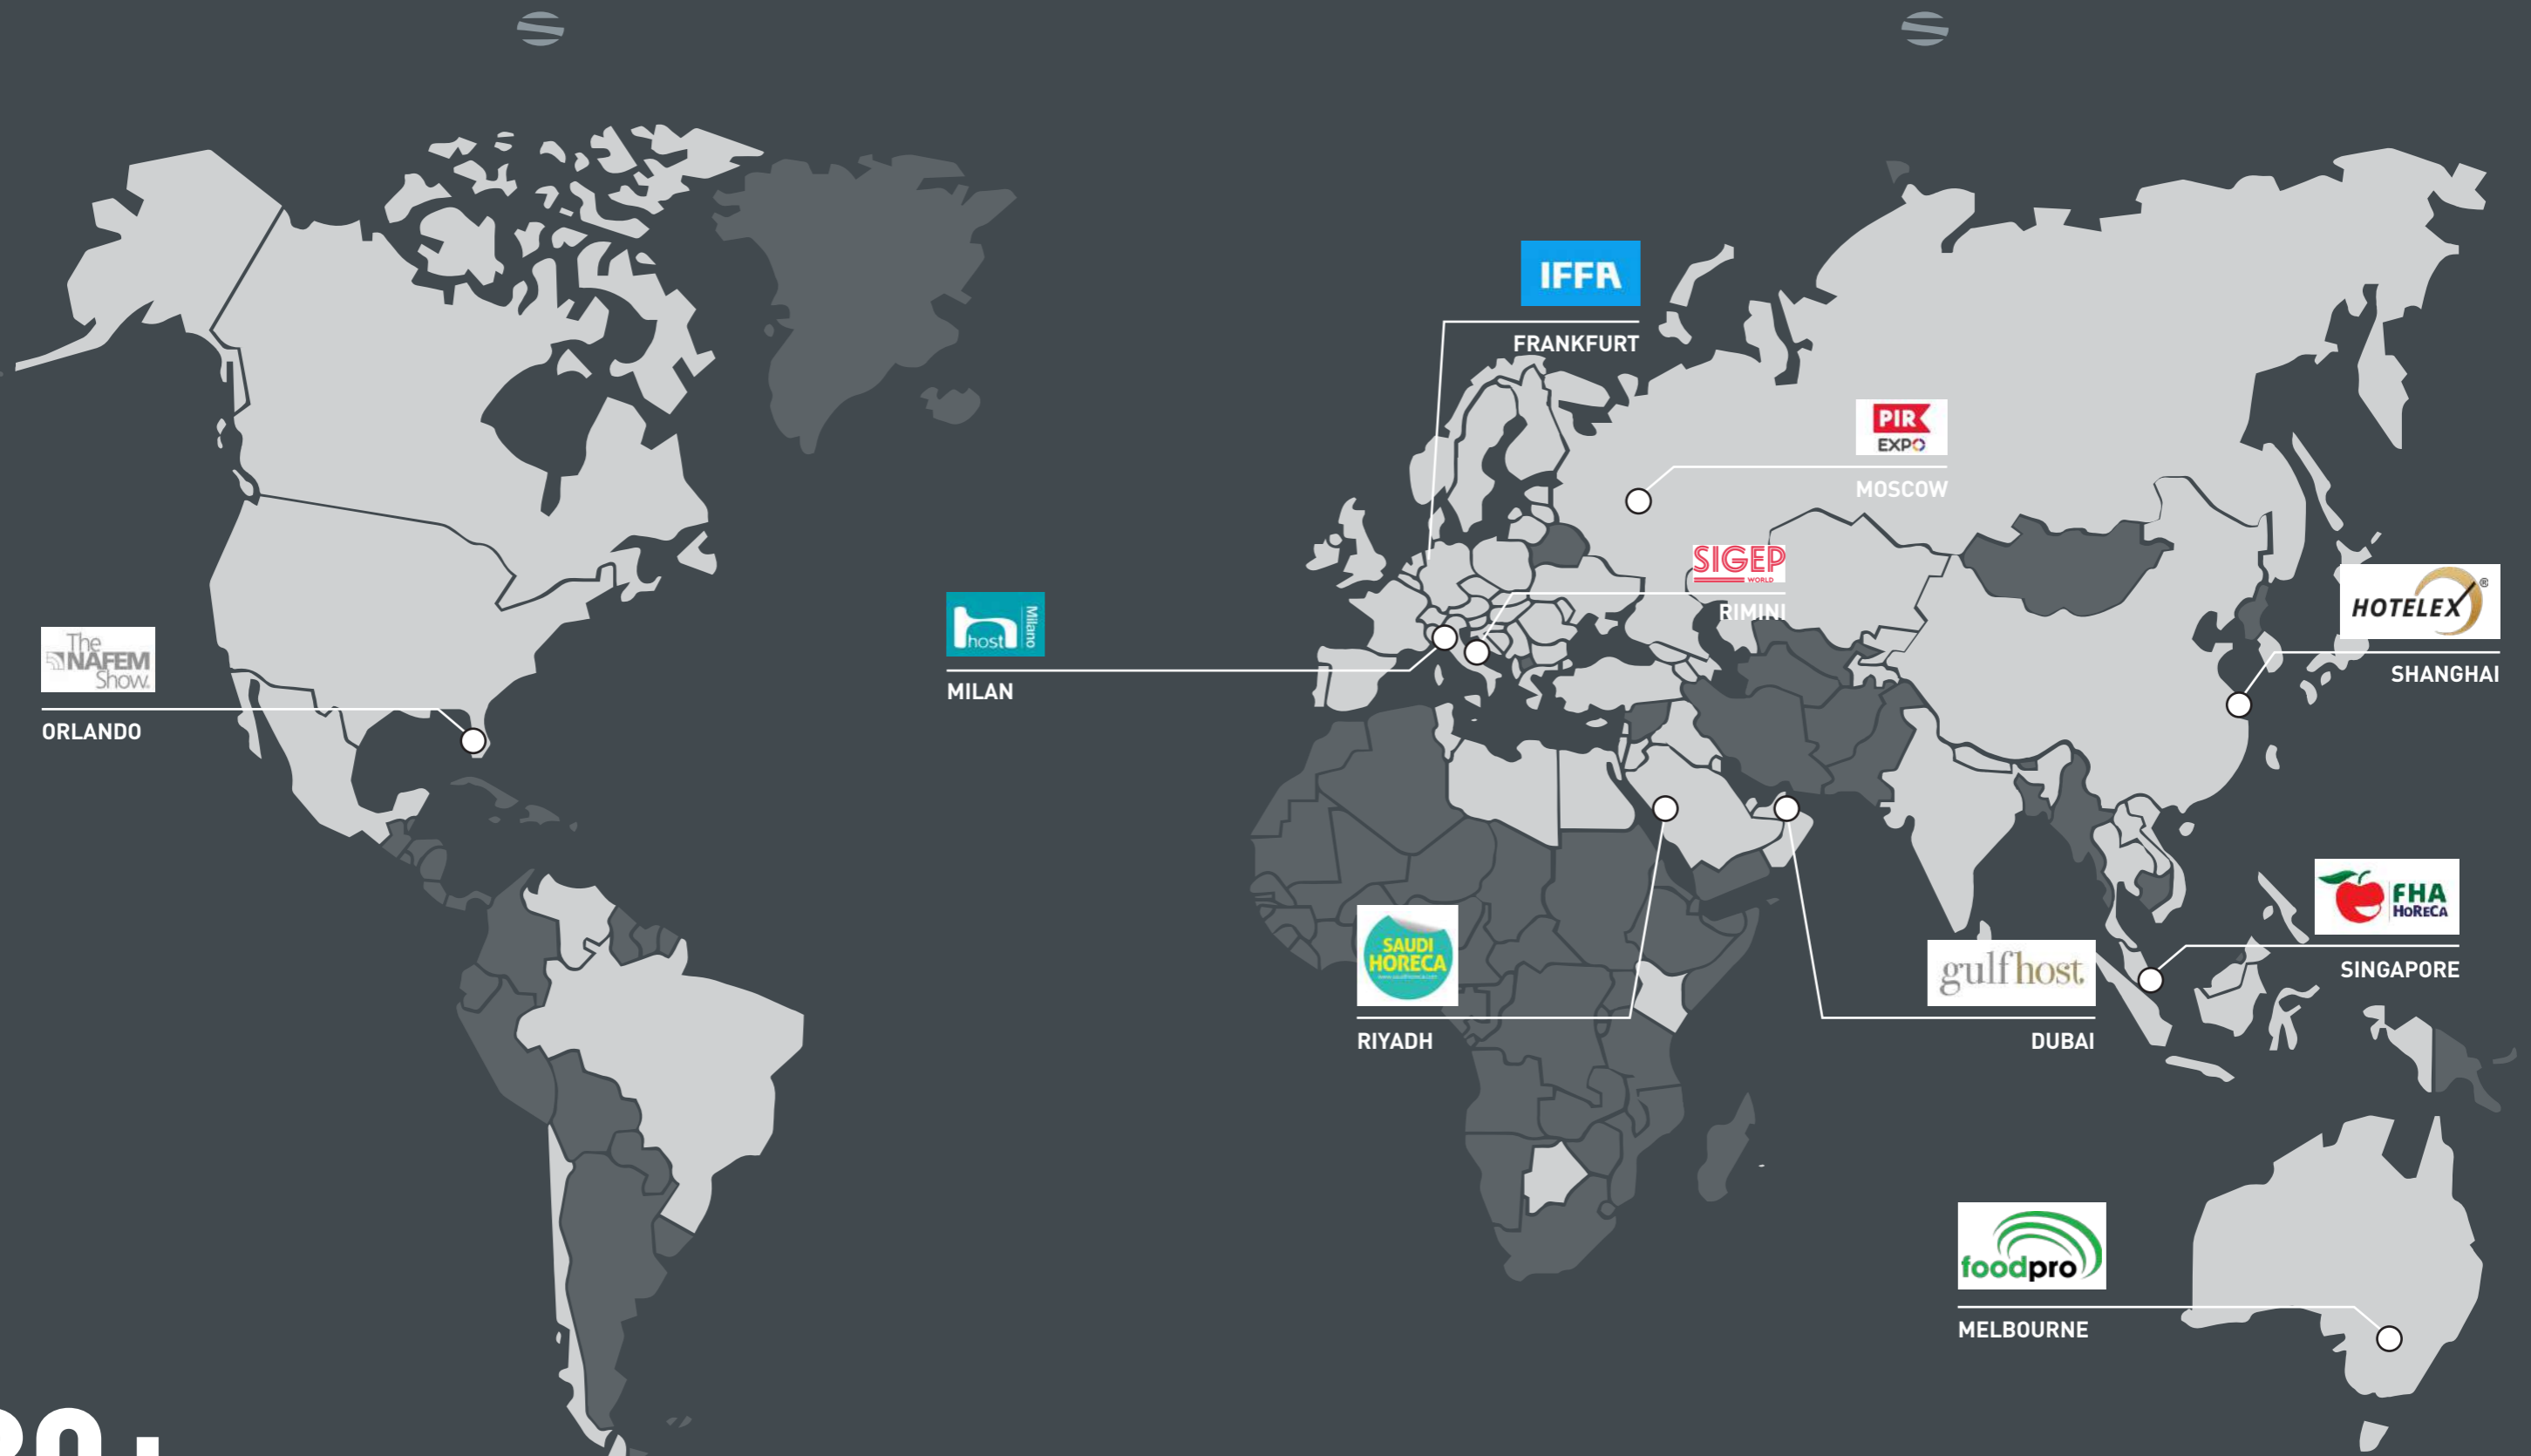 IFFA
FRANKFURT
PIR
EXPO
MOSCOW
SIGEP
WORLD
RIMINI
HOTELEX®
SHANGHAI
host
Milano
MILAN
The
NAFEM
Show.
ORLANDO
FHA
HORECA
SINGAPORE
SAUDI
HORECA
RIYADH
gulfhost
DUBAI
foodpro
MELBOURNE